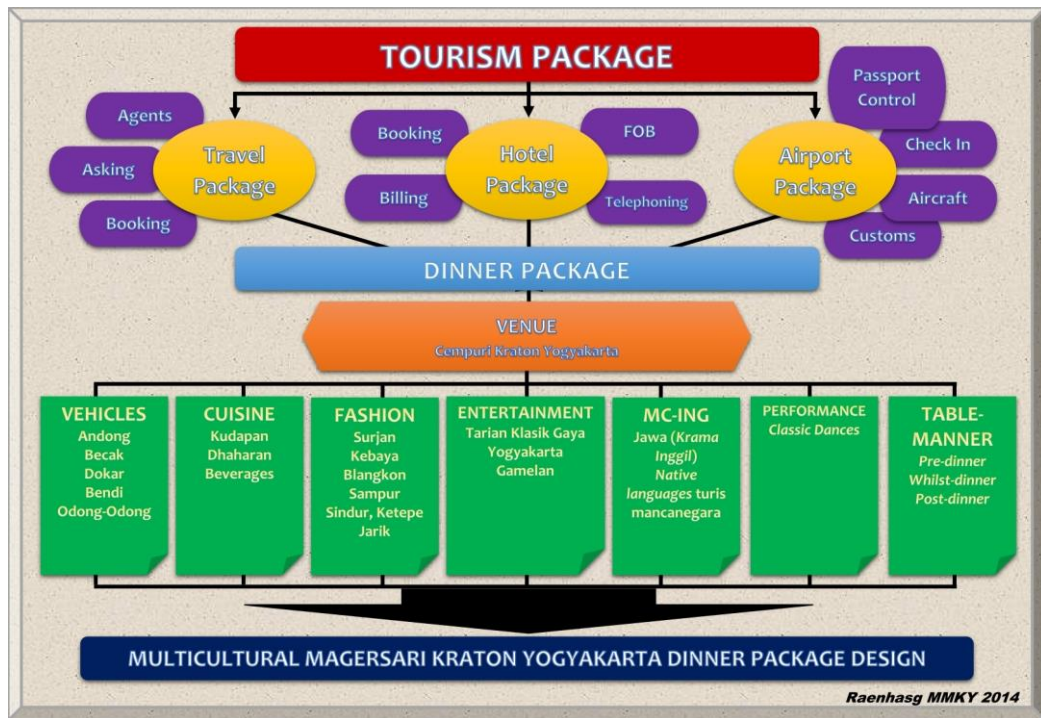 TOURISM PACKAGE
Agents
Asking
Booking
Travel
Package
Booking
Billing
Hotel
Package
FOB
Telephoning
Airport
Package
Passport
Control
Check In
Aircraft
Customs
DINNER PACKAGE
VENUE
Cempuri Kraton Yogyakarta
VEHICLES
Andong
Becak
Dokar
Bendi
Odong-Odong
CUISINE
Kudapan
Dhaharan
Beverages
FASHION
Surjan
Kebaya
Blangkon
Sampur
Sindur, Ketepe
Jarik
ENTERTAINMENT
Tarian Klasik Gaya
Yogyakarta
Gamelan
MC-ING
Jawa (Krama
Inggil)
Native
languages turis
mancanegara
PERFORMANCE
Classic Dances
TABLE-
MANNER
Pre-dinner
Whilst-dinner
Post-dinner
MULTICULTURAL MAGERSARI KRATON YOGYAKARTA DINNER PACKAGE DESIGN
Raenhasg MMKY 2014